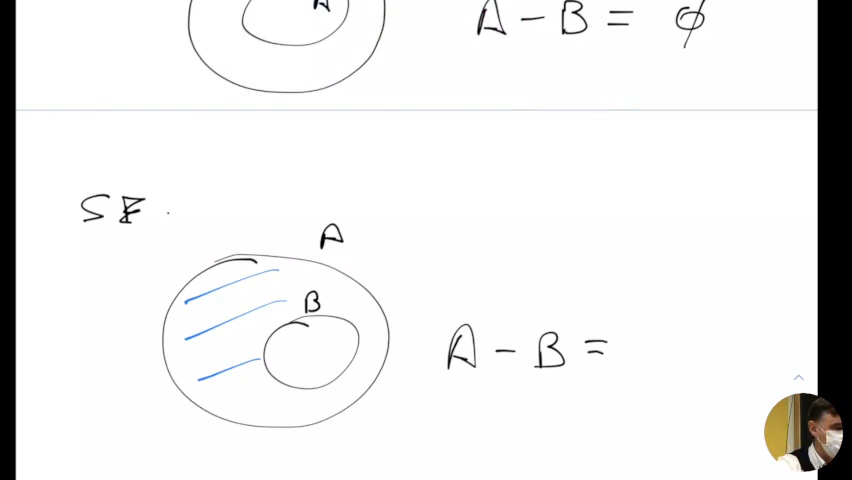 A
A - B = ϕ
SE
A
B
A - B =